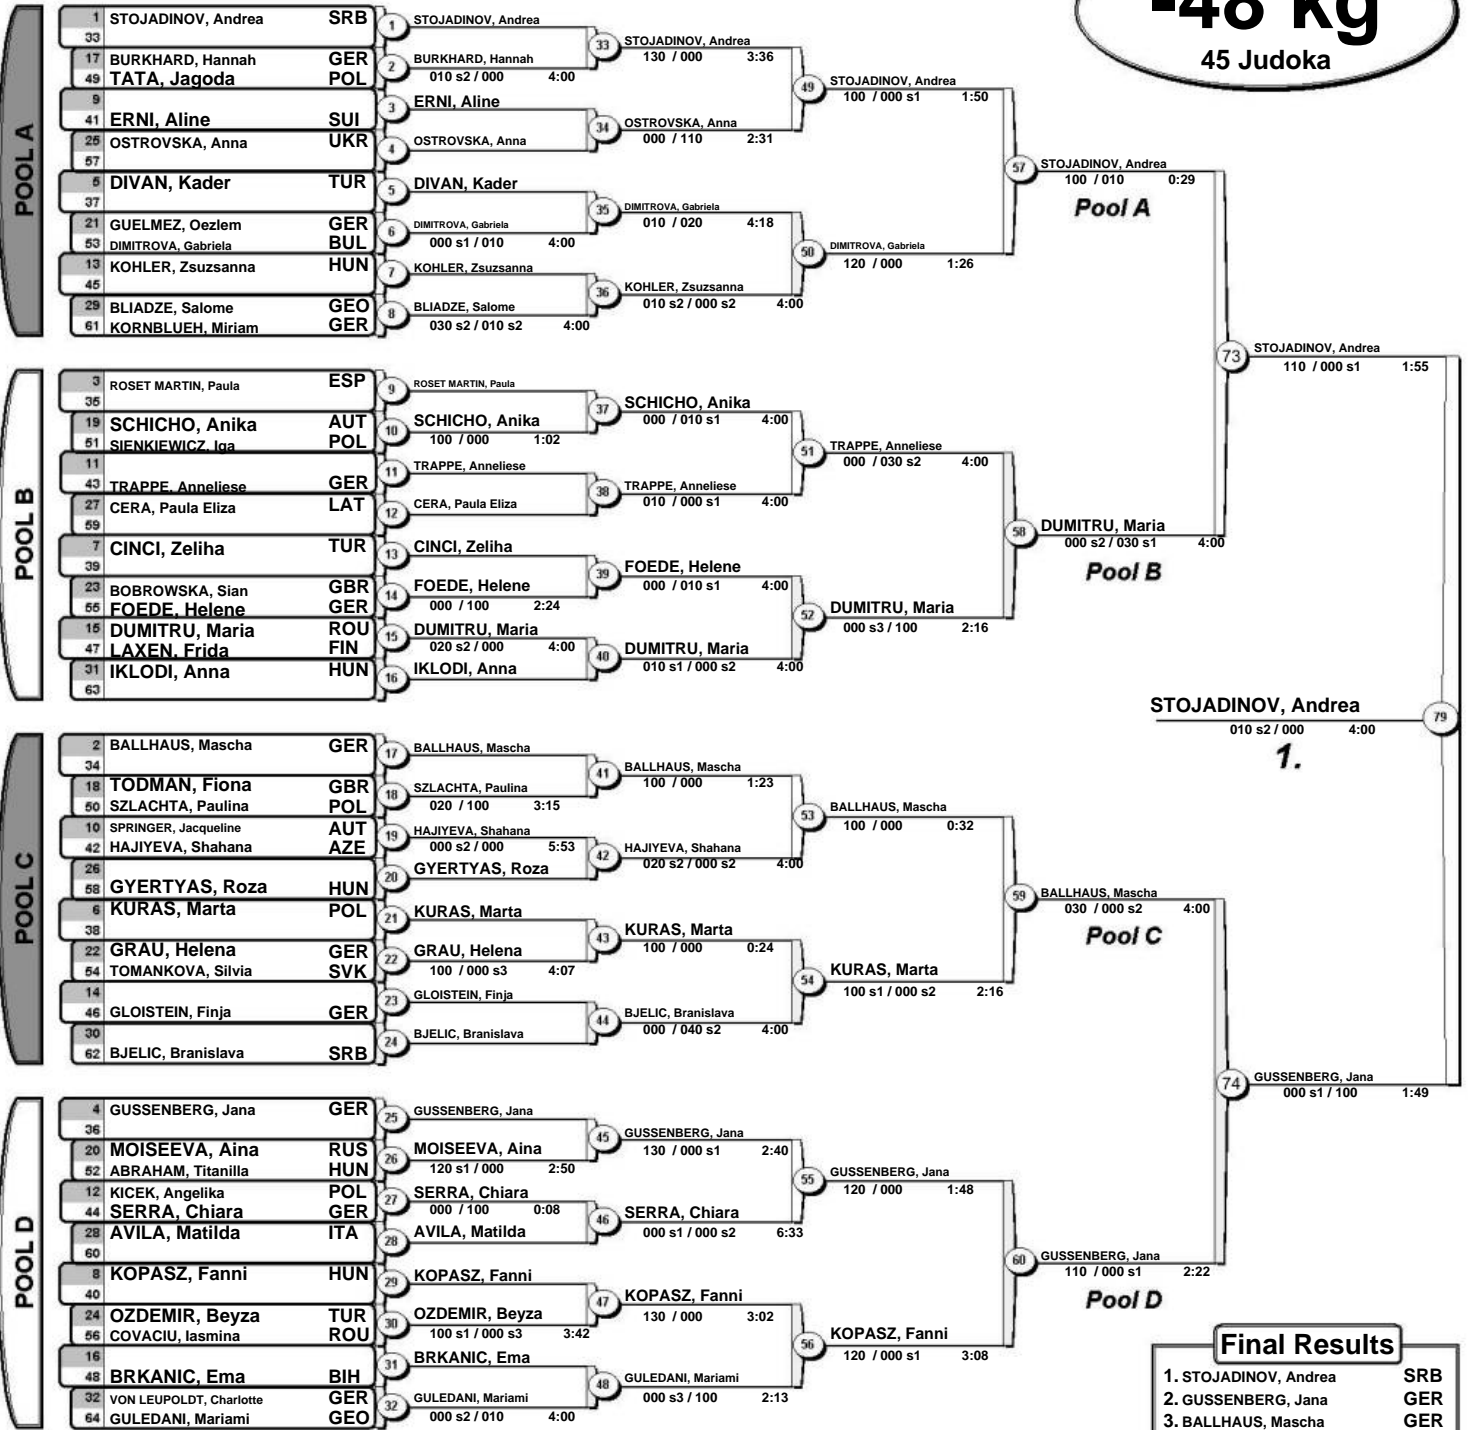 -48 kg
45 Judoka
POOL A
1 STOJADINOV, Andrea SRB
33
17 BURKHARD, Hannah GER
49 TATA, Jagoda POL
9
41 ERNI, Aline SUI
25 OSTROVSKA, Anna UKR
57
5 DIVAN, Kader TUR
37
21 GUELMEZ, Oezlem GER
53 DIMITROVA, Gabriela BUL
13 KOHLER, Zsuzsanna HUN
45
29 BLIADZE, Salome GEO
61 KORNBLUEH, Miriam GER
1 STOJADINOV, Andrea
2 BURKHARD, Hannah
010 s2 / 000 4:00
3 ERNI, Aline
4 OSTROVSKA, Anna
5 DIVAN, Kader
6 DIMITROVA, Gabriela
000 s1 / 010 4:00
7 KOHLER, Zsuzsanna
8 BLIADZE, Salome
030 s2 / 010 s2 4:00
33 STOJADINOV, Andrea
130 / 000 3:36
34 OSTROVSKA, Anna
000 / 110 2:31
35 DIMITROVA, Gabriela
010 / 020 4:18
36 KOHLER, Zsuzsanna
010 s2 / 000 s2 4:00
49 STOJADINOV, Andrea
100 / 000 s1 1:50
50 DIMITROVA, Gabriela
120 / 000 1:26
57 STOJADINOV, Andrea
100 / 010 0:29
Pool A
POOL B
3 ROSET MARTIN, Paula ESP
35
19 SCHICHO, Anika AUT
51 SIENKIEWICZ, Iga POL
11
43 TRAPPE, Anneliese GER
27 CERA, Paula Eliza LAT
59
7 CINCI, Zeliha TUR
39
23 BOBROWSKA, Sian GBR
55 FOEDE, Helene GER
15 DUMITRU, Maria ROU
47 LAXEN, Frida FIN
31 IKLODI, Anna HUN
63
9 ROSET MARTIN, Paula
10 SCHICHO, Anika
100 / 000 1:02
11 TRAPPE, Anneliese
12 CERA, Paula Eliza
13 CINCI, Zeliha
14 FOEDE, Helene
000 / 100 2:24
15 DUMITRU, Maria
020 s2 / 000 4:00
16 IKLODI, Anna
37 SCHICHO, Anika
000 / 010 s1 4:00
38 TRAPPE, Anneliese
010 / 000 s1 4:00
39 FOEDE, Helene
000 / 010 s1 4:00
40 DUMITRU, Maria
010 s1 / 000 s2 4:00
51 TRAPPE, Anneliese
000 / 030 s2 4:00
52 DUMITRU, Maria
000 s3 / 100 2:16
58 DUMITRU, Maria
000 s2 / 030 s1 4:00
Pool B
73 STOJADINOV, Andrea
110 / 000 s1 1:55
STOJADINOV, Andrea 79
010 s2 / 000 4:00
1.
POOL C
2 BALLHAUS, Mascha GER
34
18 TODMAN, Fiona GBR
50 SZLACHTA, Paulina POL
10 SPRINGER, Jacqueline AUT
42 HAJIYEVA, Shahana AZE
26
58 GYERTYAS, Roza HUN
6 KURAS, Marta POL
38
22 GRAU, Helena GER
54 TOMANKOVA, Silvia SVK
14
46 GLOISTEIN, Finja GER
30
62 BJELIC, Branislava SRB
17 BALLHAUS, Mascha
18 SZLACHTA, Paulina
020 / 100 3:15
19 HAJIYEVA, Shahana
000 s2 / 000 5:53
20 GYERTYAS, Roza
21 KURAS, Marta
22 GRAU, Helena
100 / 000 s3 4:07
23 GLOISTEIN, Finja
24 BJELIC, Branislava
41 BALLHAUS, Mascha
100 / 000 1:23
42 HAJIYEVA, Shahana
020 s2 / 000 s2 4:00
43 KURAS, Marta
100 / 000 0:24
44 BJELIC, Branislava
000 / 040 s2 4:00
53 BALLHAUS, Mascha
100 / 000 0:32
54 KURAS, Marta
100 s1 / 000 s2 2:16
59 BALLHAUS, Mascha
030 / 000 s2 4:00
Pool C
POOL D
4 GUSSENBERG, Jana GER
36
20 MOISEEVA, Aina RUS
52 ABRAHAM, Titanilla HUN
12 KICEK, Angelika POL
44 SERRA, Chiara GER
28 AVILA, Matilda ITA
60
8 KOPASZ, Fanni HUN
40
24 OZDEMIR, Beyza TUR
56 COVACIU, Iasmina ROU
16
48 BRKANIC, Ema BIH
32 VON LEUPOLDT, Charlotte GER
64 GULEDANI, Mariami GEO
25 GUSSENBERG, Jana
26 MOISEEVA, Aina
120 s1 / 000 2:50
27 SERRA, Chiara
000 / 100 0:08
28 AVILA, Matilda
29 KOPASZ, Fanni
30 OZDEMIR, Beyza
100 s1 / 000 s3 3:42
31 BRKANIC, Ema
32 GULEDANI, Mariami
000 s2 / 010 4:00
45 GUSSENBERG, Jana
130 / 000 s1 2:40
46 SERRA, Chiara
000 s1 / 000 s2 6:33
47 KOPASZ, Fanni
130 / 000 3:02
48 GULEDANI, Mariami
000 s3 / 100 2:13
55 GUSSENBERG, Jana
120 / 000 1:48
56 KOPASZ, Fanni
120 / 000 s1 3:08
60 GUSSENBERG, Jana
110 / 000 s1 2:22
Pool D
74 GUSSENBERG, Jana
000 s1 / 100 1:49
Final Results
1. STOJADINOV, Andrea SRB
2. GUSSENBERG, Jana GER
3. BALLHAUS, Mascha GER